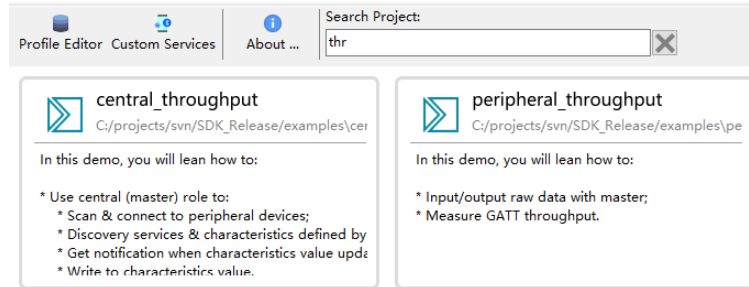 Search Project:
Profile Editor Custom Services About ...
thr
central_throughput
C:/projects/svn/SDK_Release/examples\cer
In this demo, you will lean how to:
* Use central (master) role to:
* Scan & connect to peripheral devices;
* Discovery services & characteristics defined by
* Get notification when characteristics value upda
* Write to characteristics value.
peripheral_throughput
C:/projects/svn/SDK_Release/examples\pe
In this demo, you will lean how to:
* Input/output raw data with master;
* Measure GATT throughput.